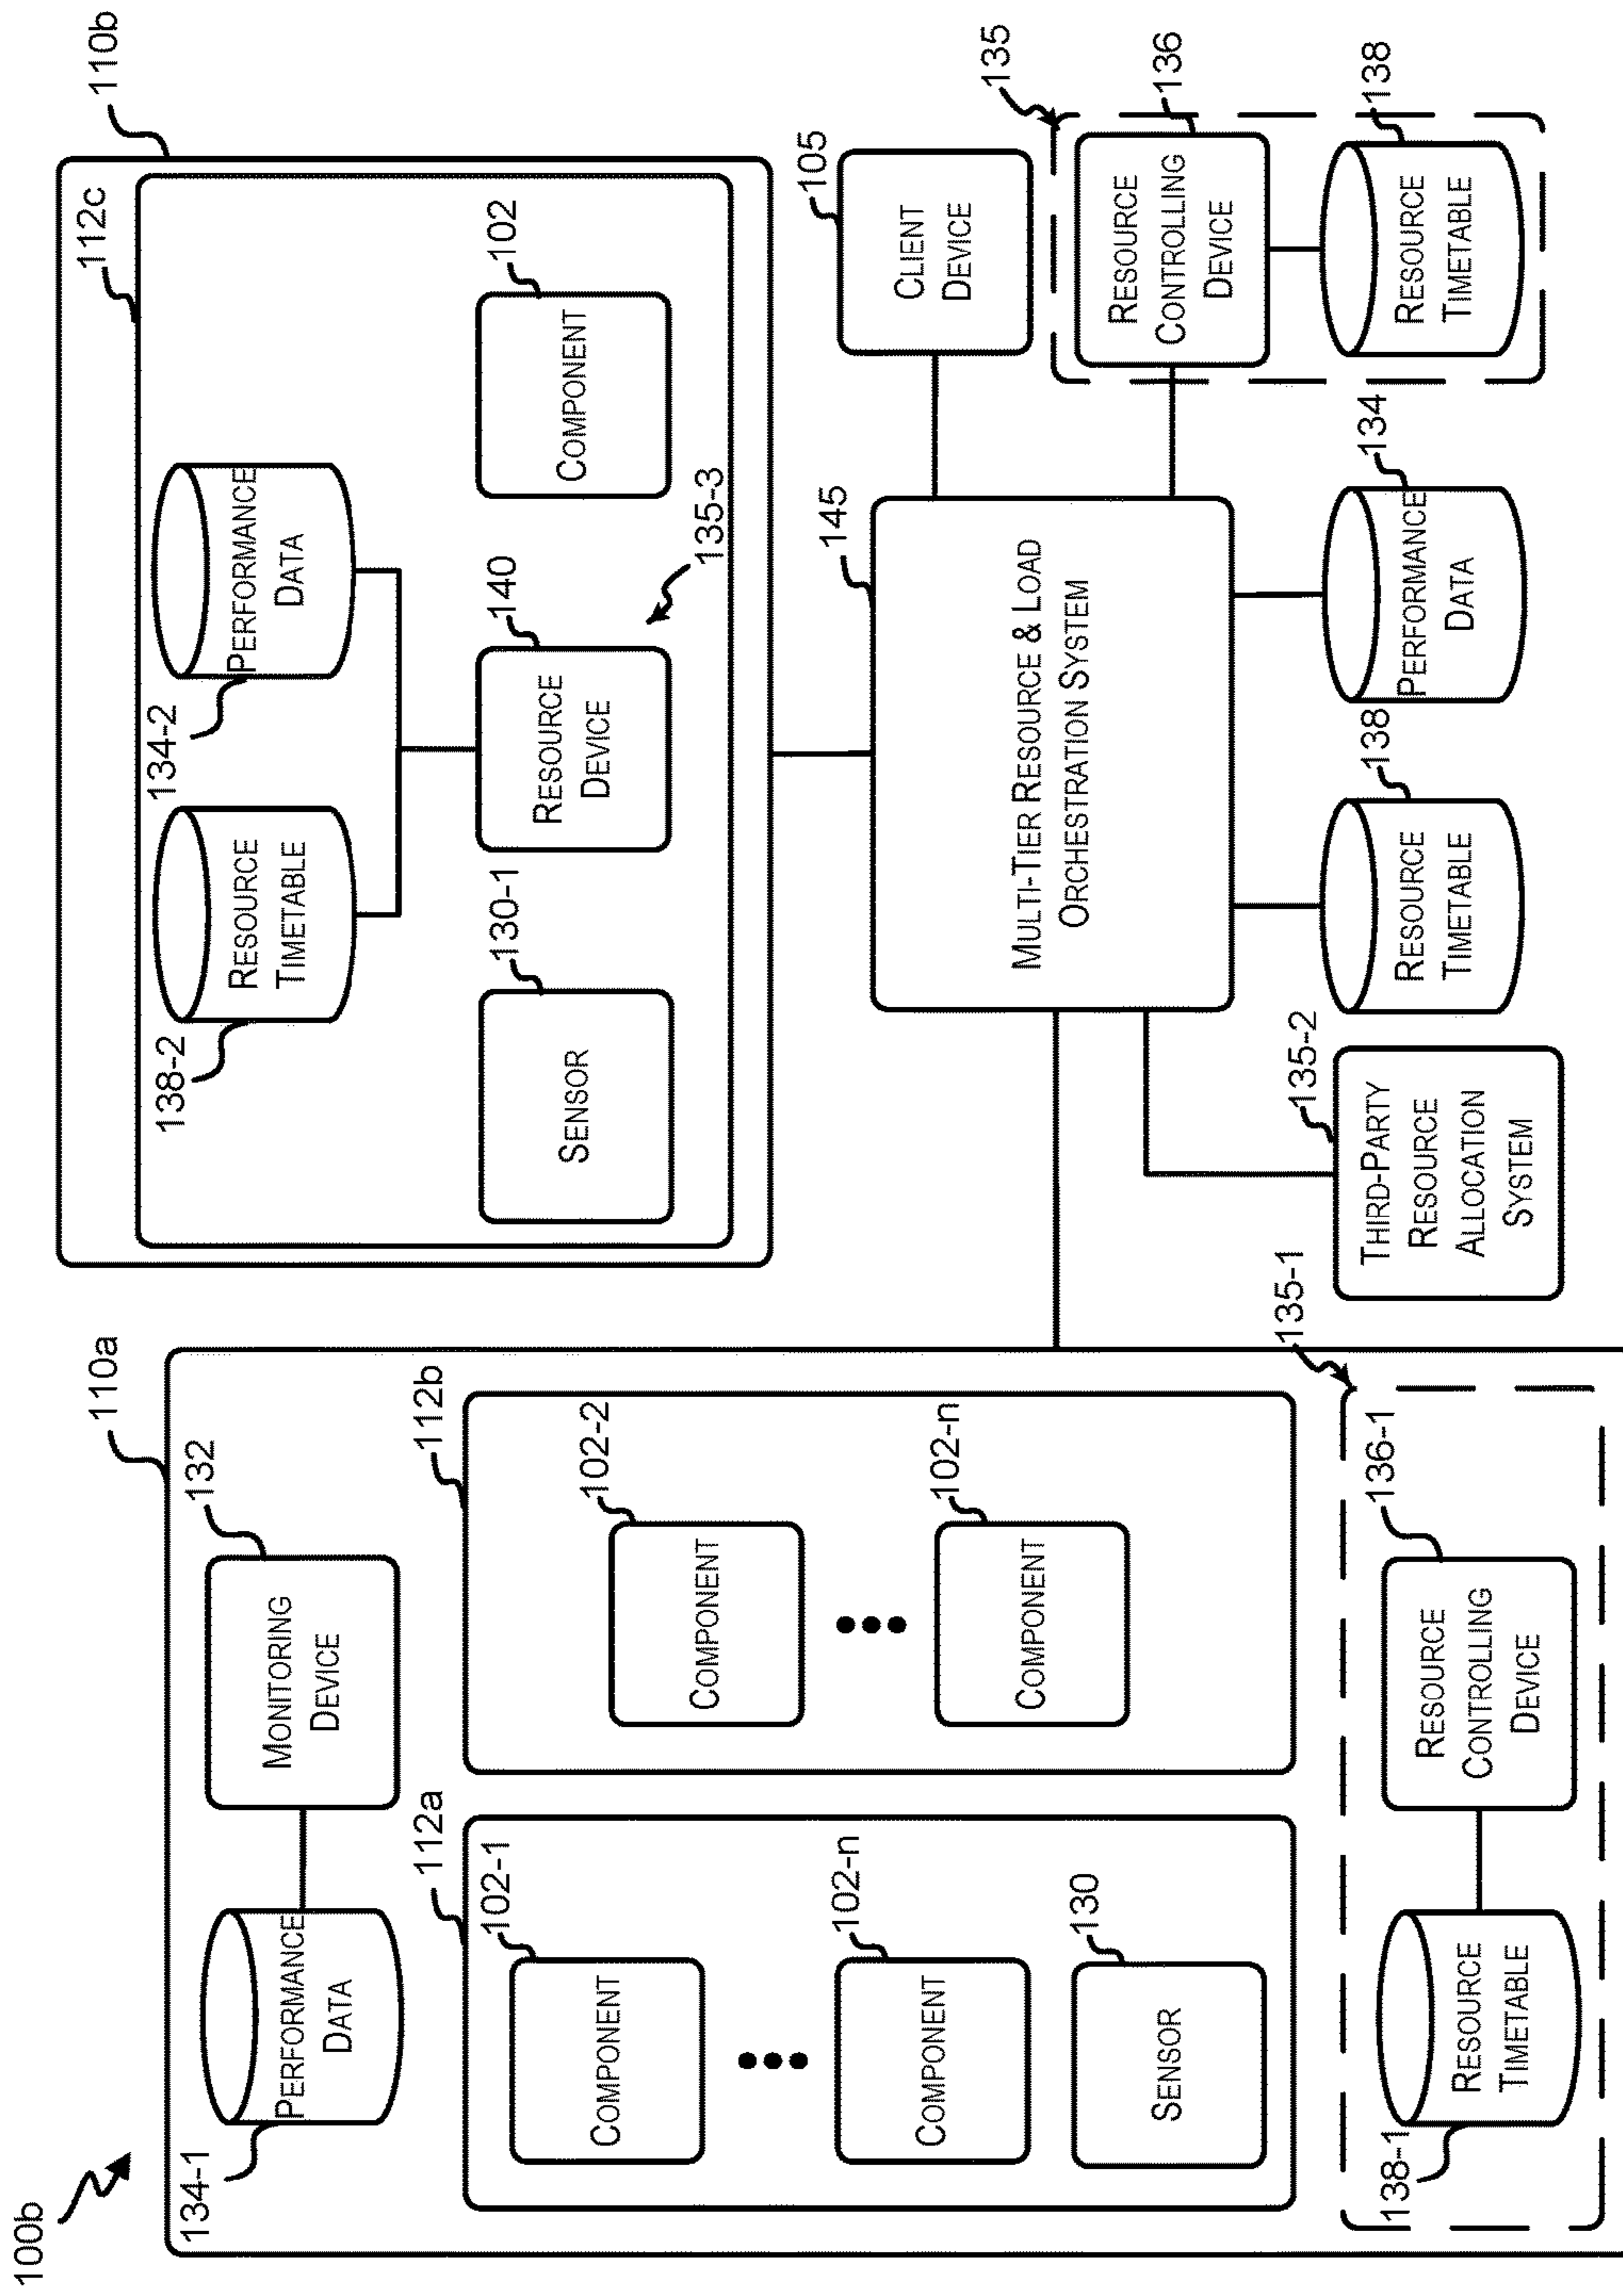 100b
110a
134-1
PERFORMANCE
DATA
132
MONITORING
DEVICE
112a
102-1
COMPONENT
102-n
COMPONENT
130
SENSOR
112b
102-2
COMPONENT
102-n
COMPONENT
135-1
138-1
RESOURCE
TIMETABLE
136-1
RESOURCE
CONTROLLING
DEVICE
110b
112c
138-2
RESOURCE
TIMETABLE
134-2
PERFORMANCE
DATA
130-1
SENSOR
140
RESOURCE
DEVICE
135-3
102
COMPONENT
145
MULTI-TIER RESOURCE & LOAD
ORCHESTRATION SYSTEM
105
CLIENT
DEVICE
135-2
THIRD-PARTY
RESOURCE
ALLOCATION
SYSTEM
138
RESOURCE
TIMETABLE
134
PERFORMANCE
DATA
135
136
RESOURCE
CONTROLLING
DEVICE
138
RESOURCE
TIMETABLE